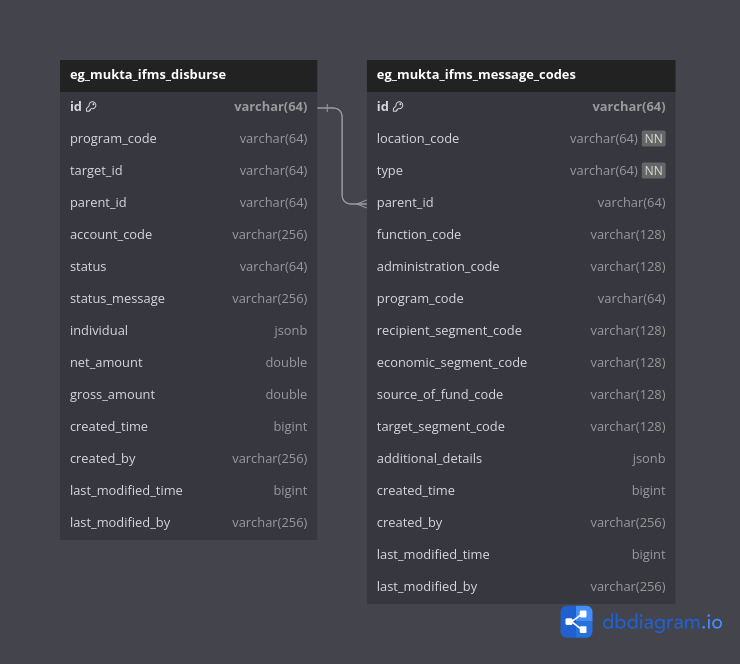 eg_mukta_ifms_disburse
id varchar(64)
program_code varchar(64)
target_id varchar(64)
parent_id varchar(64)
account_code varchar(256)
status varchar(64)
status_message varchar(256)
individual jsonb
net_amount double
gross_amount double
created_time bigint
created_by varchar(256)
last_modified_time bigint
last_modified_by varchar(256)
eg_mukta_ifms_message_codes
id varchar(64)
location_code varchar(64) NN
type varchar(64) NN
parent_id varchar(64)
function_code varchar(128)
administration_code varchar(128)
program_code varchar(64)
recipient_segment_code varchar(128)
economic_segment_code varchar(128)
source_of_fund_code varchar(128)
target_segment_code varchar(128)
additional_details jsonb
created_time bigint
created_by varchar(256)
last_modified_time bigint
last_modified_by varchar(256)
dbdiagram.io